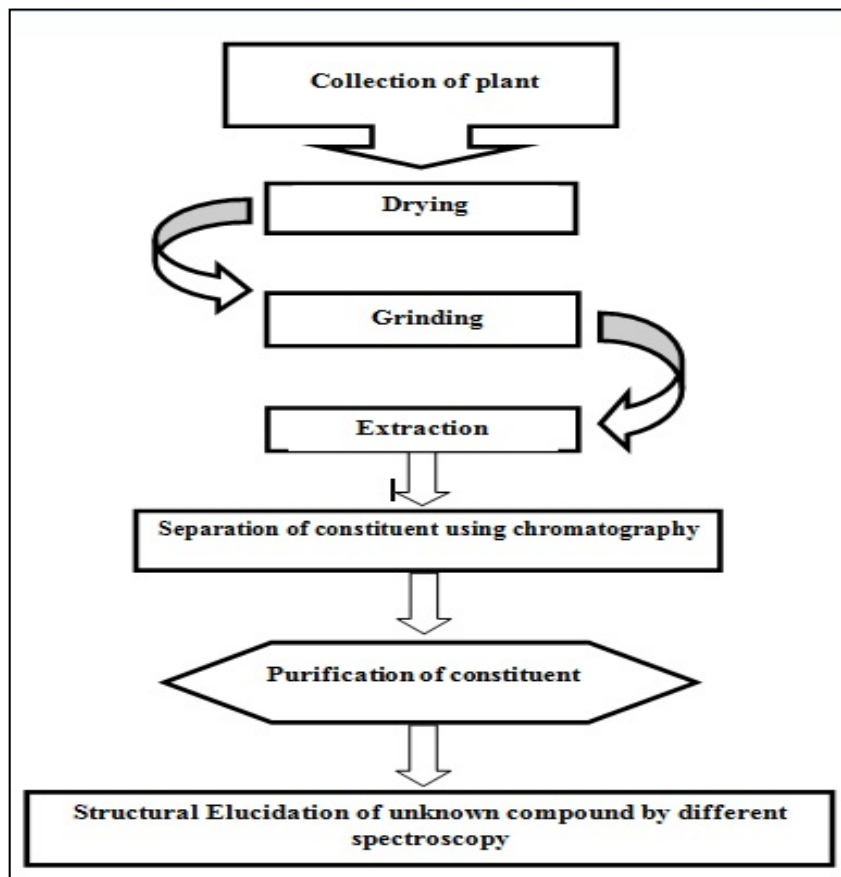 Collection of plant
Drying
Grinding
Extraction
Separation of constituent using chromatography
Purification of constituent
Structural Elucidation of unknown compound by different
spectroscopy